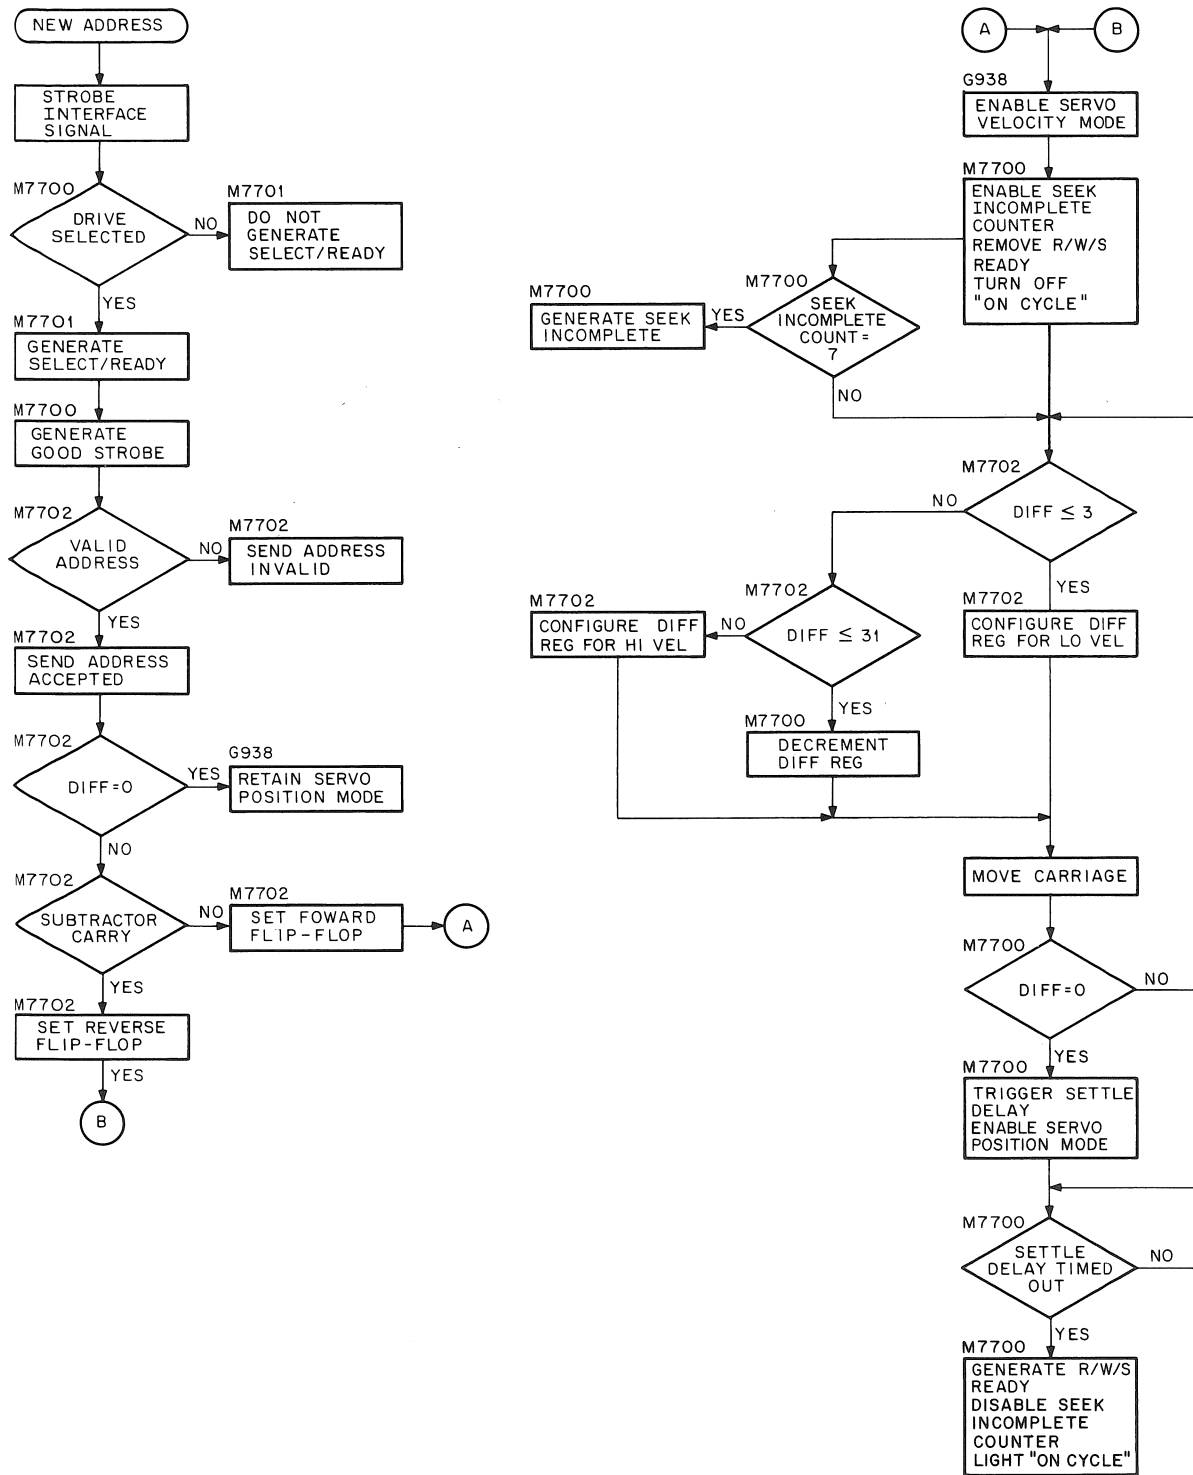 NEW ADDRESS
STROBE
INTERFACE
SIGNAL
M7700
DRIVE
SELECTED
NO
M7701
DO NOT
GENERATE
SELECT/READY
YES
M7701
GENERATE
SELECT/READY
M7700
GENERATE
GOOD STROBE
M7702
VALID
ADDRESS
NO
M7702
SEND ADDRESS
INVALID
YES
M7702
SEND ADDRESS
ACCEPTED
M7702
DIFF=0
YES
G938
RETAIN SERVO
POSITION MODE
NO
M7702
SUBTRACTOR
CARRY
NO
M7702
SET FOWARD
FLIP-FLOP
A
YES
M7702
SET REVERSE
FLIP-FLOP
YES
B
A
B
G938
ENABLE SERVO
VELOCITY MODE
M7700
ENABLE SEEK
INCOMPLETE
COUNTER
REMOVE R/W/S
READY
TURN OFF
"ON CYCLE"
M7700
SEEK
INCOMPLETE
COUNT=
7
YES
M7700
GENERATE SEEK
INCOMPLETE
NO
M7702
DIFF ≤ 3
NO
YES
M7702
CONFIGURE DIFF
REG FOR LO VEL
M7702
DIFF ≤ 31
NO
M7702
CONFIGURE DIFF
REG FOR HI VEL
YES
M7700
DECREMENT
DIFF REG
MOVE CARRIAGE
M7700
DIFF=0
NO
YES
M7700
TRIGGER SETTLE
DELAY
ENABLE SERVO
POSITION MODE
M7700
SETTLE
DELAY TIMED
OUT
NO
YES
M7700
GENERATE R/W/S
READY
DISABLE SEEK
INCOMPLETE
COUNTER
LIGHT "ON CYCLE"